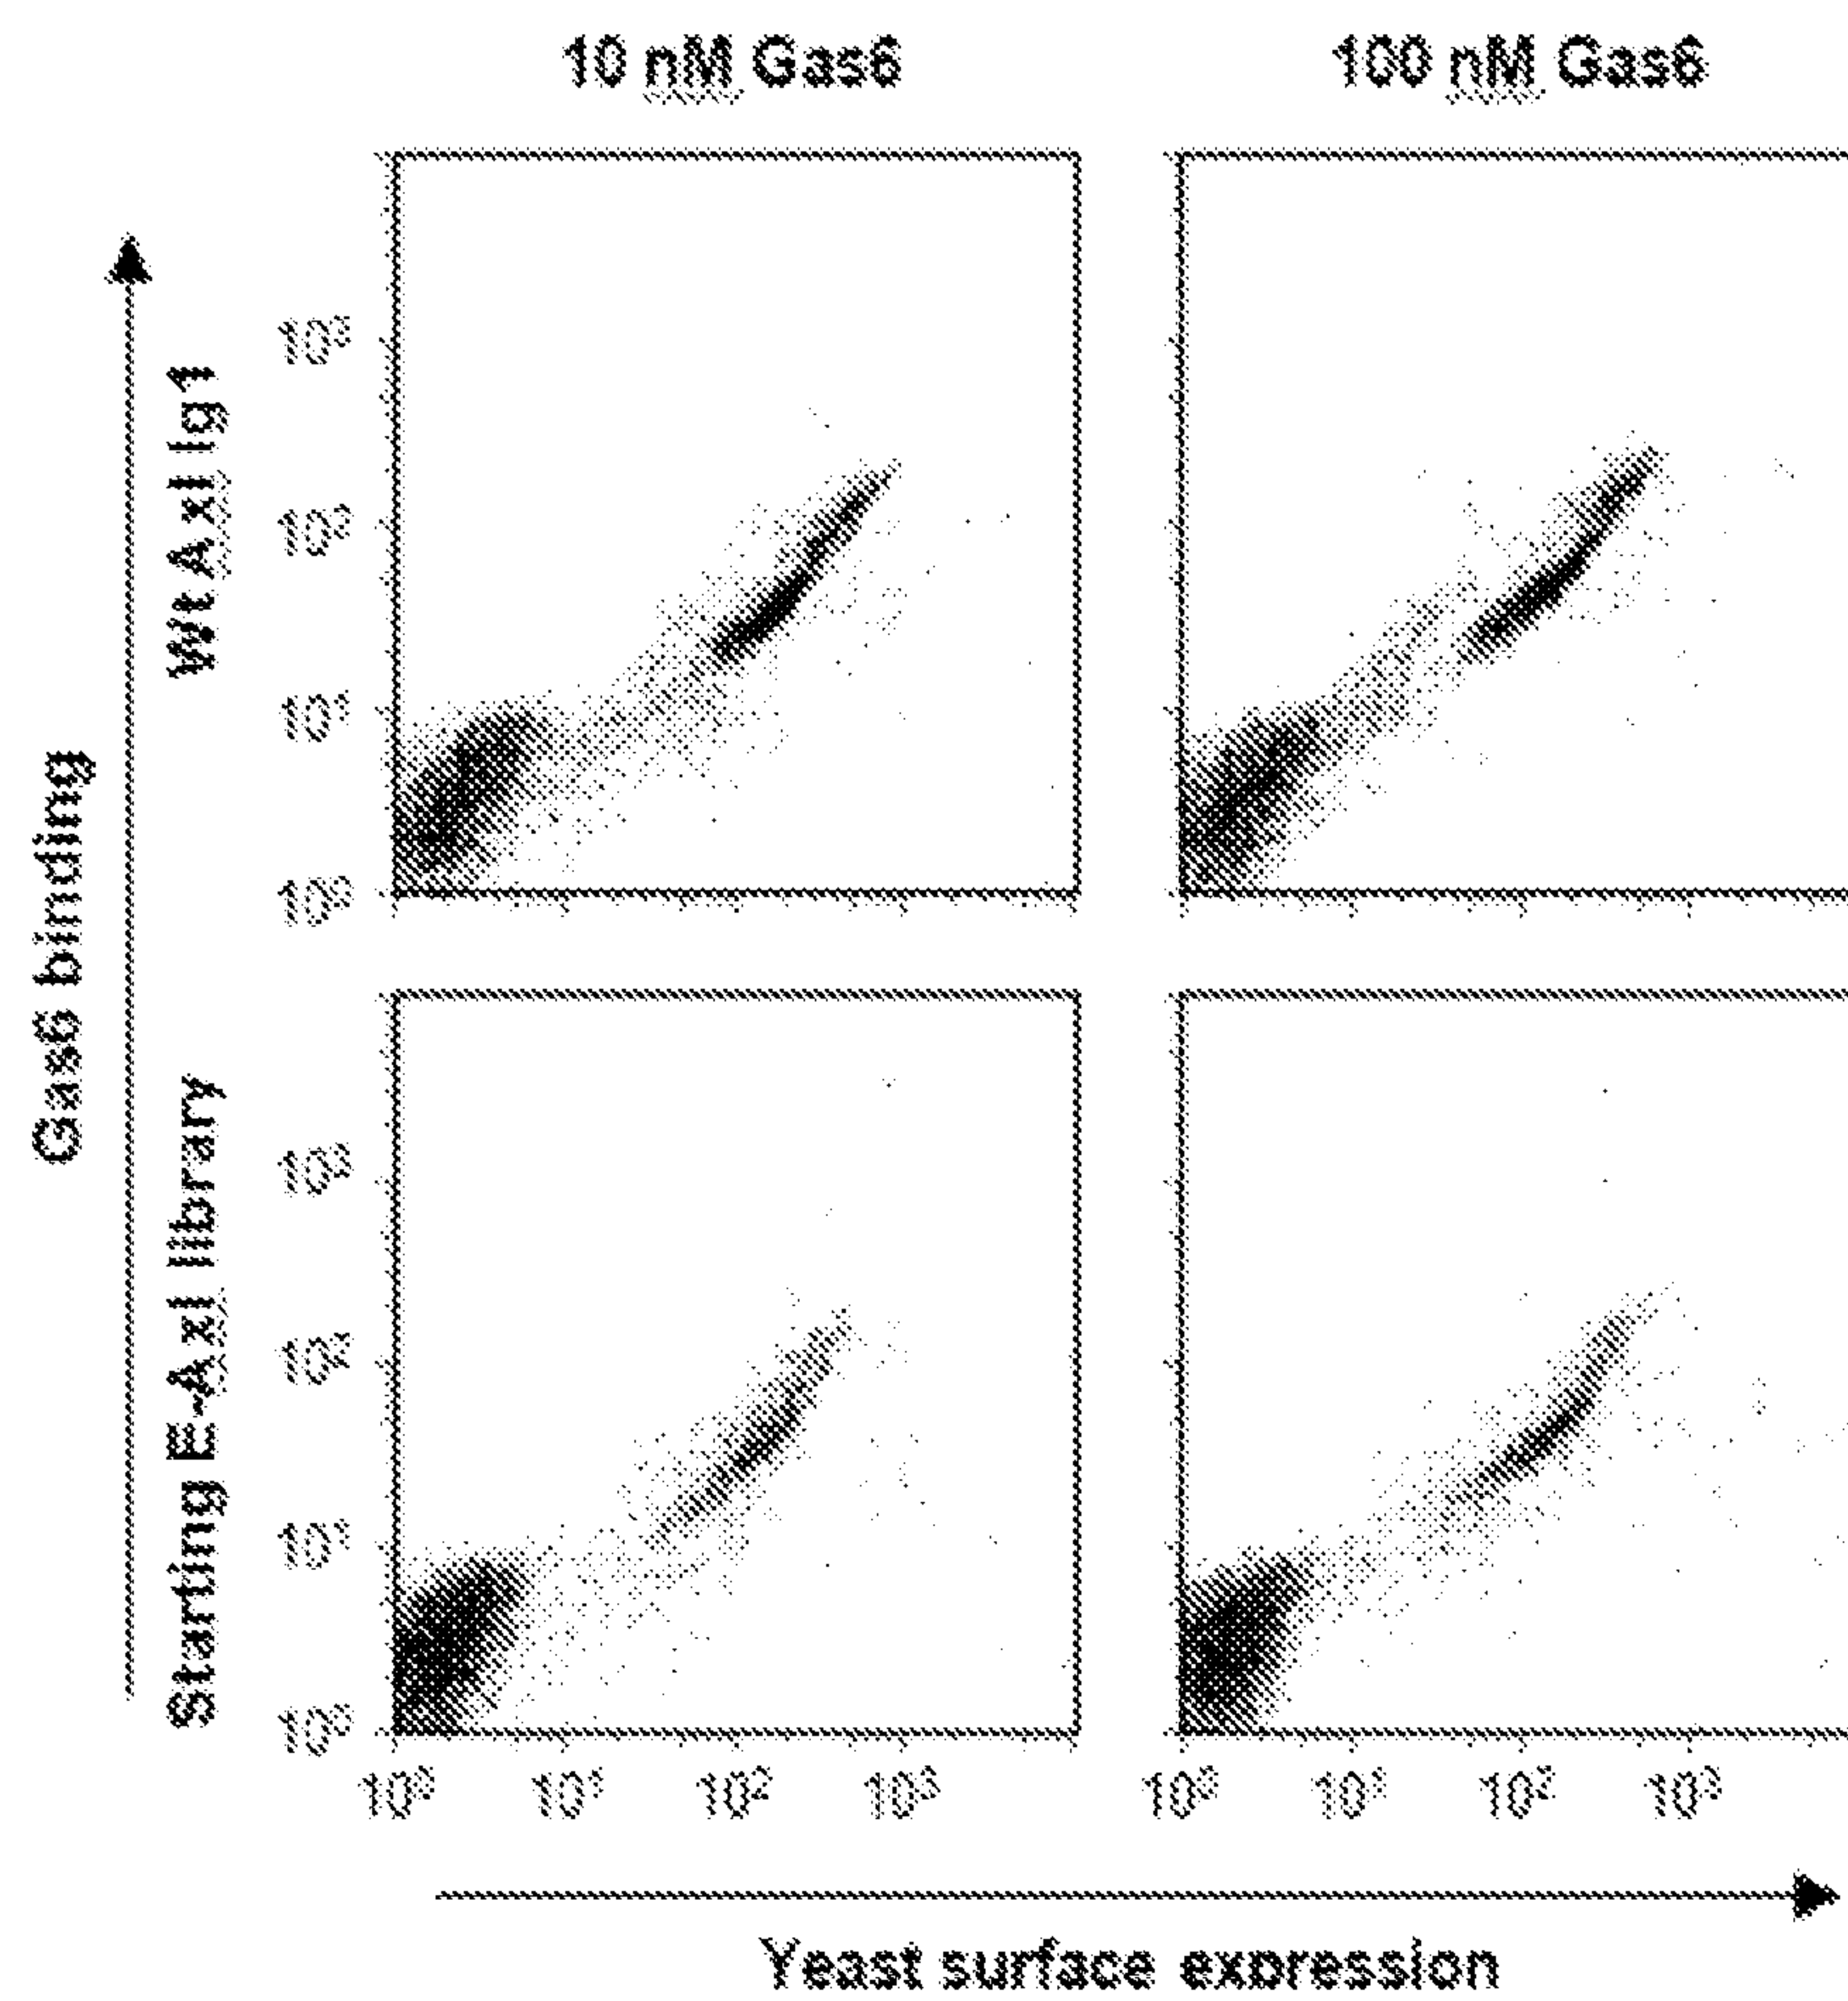 10 nM Gas6
100 nM Gas6
Gas6 binding
Wt Axl Ig1
10³
10²
10¹
10⁰
Starting E-Axl library
10³
10²
10¹
10⁰
10⁰ 10¹ 10² 10³
10⁰ 10¹ 10² 10³
Yeast surface expression